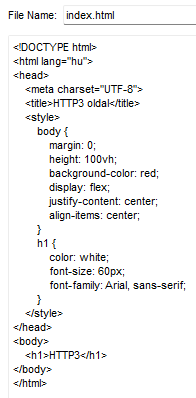 File Name: index.html
<!DOCTYPE html>
<html lang="hu">
<head>
    <meta charset="UTF-8">
    <title>HTTP3 oldal</title>
    <style>
        body {
            margin: 0;
            height: 100vh;
            background-color: red;
            display: flex;
            justify-content: center;
            align-items: center;
        }
        h1 {
            color: white;
            font-size: 60px;
            font-family: Arial, sans-serif;
        }
    </style>
</head>
<body>
    <h1>HTTP3</h1>
</body>
</html>